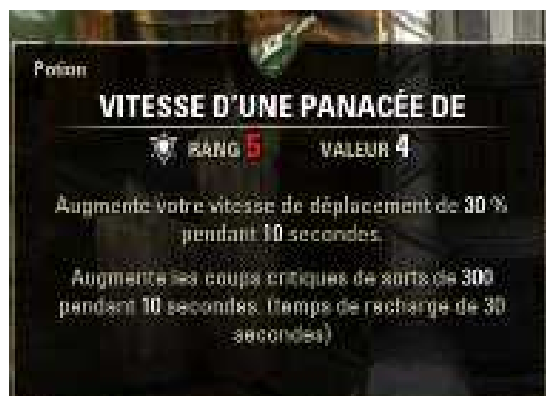 Potion
VITESSE D'UNE PANACÉE DE
RANG 5 VALEUR 4
Augmente votre vitesse de déplacement de 30 %
pendant 10 secondes.
Augmente les coups critiques de sorts de 300
pendant 10 secondes. (temps de recharge de 30
secondes)